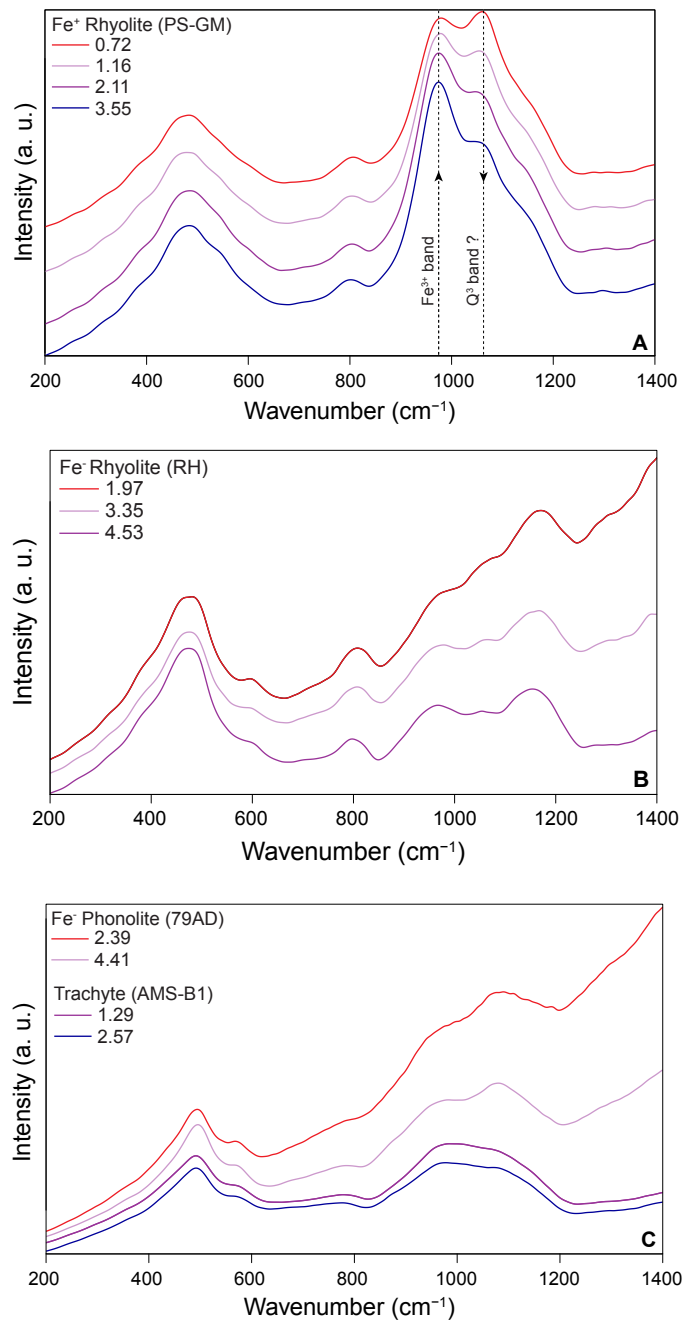 Fe⁺ Rhyolite (PS-GM)
0.72
1.16
2.11
3.55
Intensity (a. u.)
Fe³⁺ band
Q³ band ?
A
200 400 600 800 1000 1200 1400
Wavenumber (cm⁻¹)
Fe⁻ Rhyolite (RH)
1.97
3.35
4.53
Intensity (a. u.)
B
200 400 600 800 1000 1200 1400
Wavenumber (cm⁻¹)
Fe⁻ Phonolite (79AD)
2.39
4.41
Trachyte (AMS-B1)
1.29
2.57
Intensity (a. u.)
C
200 400 600 800 1000 1200 1400
Wavenumber (cm⁻¹)